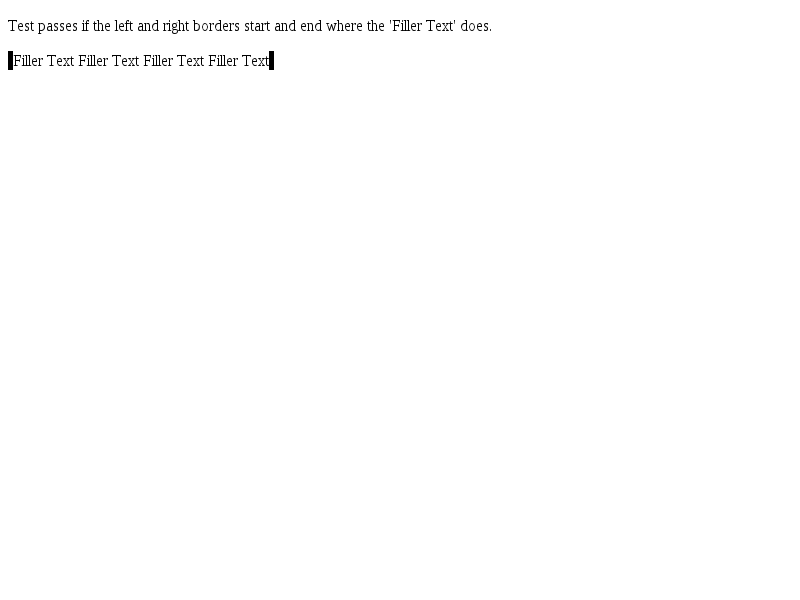 Test passes if the left and right borders start and end where the 'Filler Text' does.
Filler Text Filler Text Filler Text Filler Text